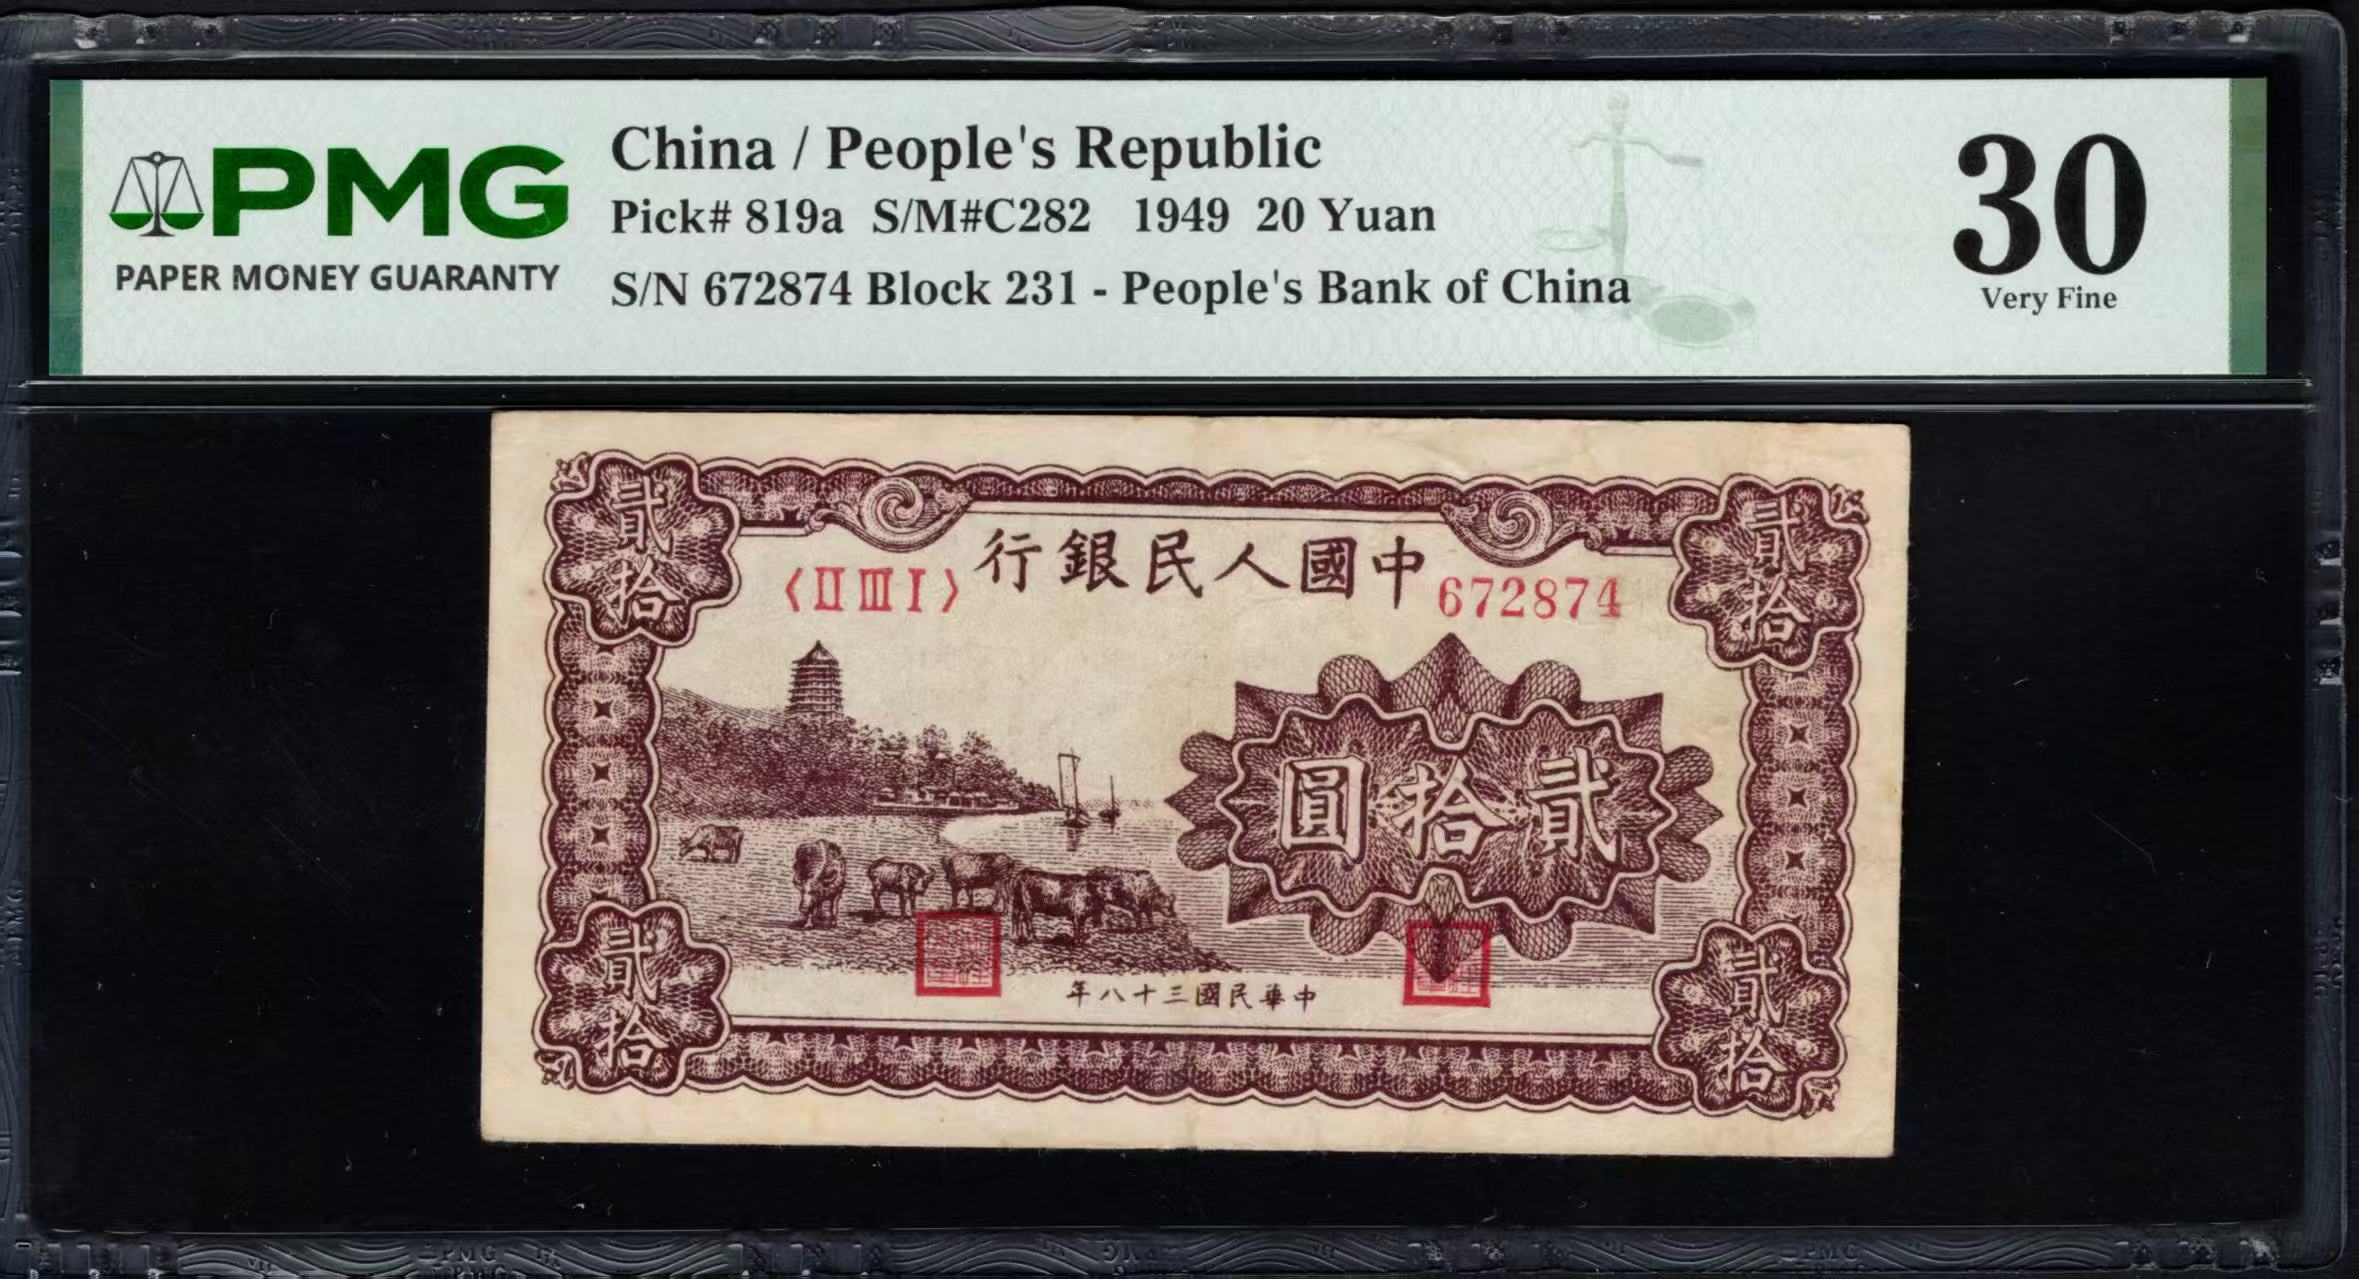 PMG
PAPER MONEY GUARANTY
China / People's Republic
Pick# 819a S/M#C282 1949 20 Yuan
S/N 672874 Block 231 - People's Bank of China
30
Very Fine
行銀民人國中
〈II III I〉
672874
貳拾
貳拾
圓拾貳
貳拾
貳拾
年八十三國民華中